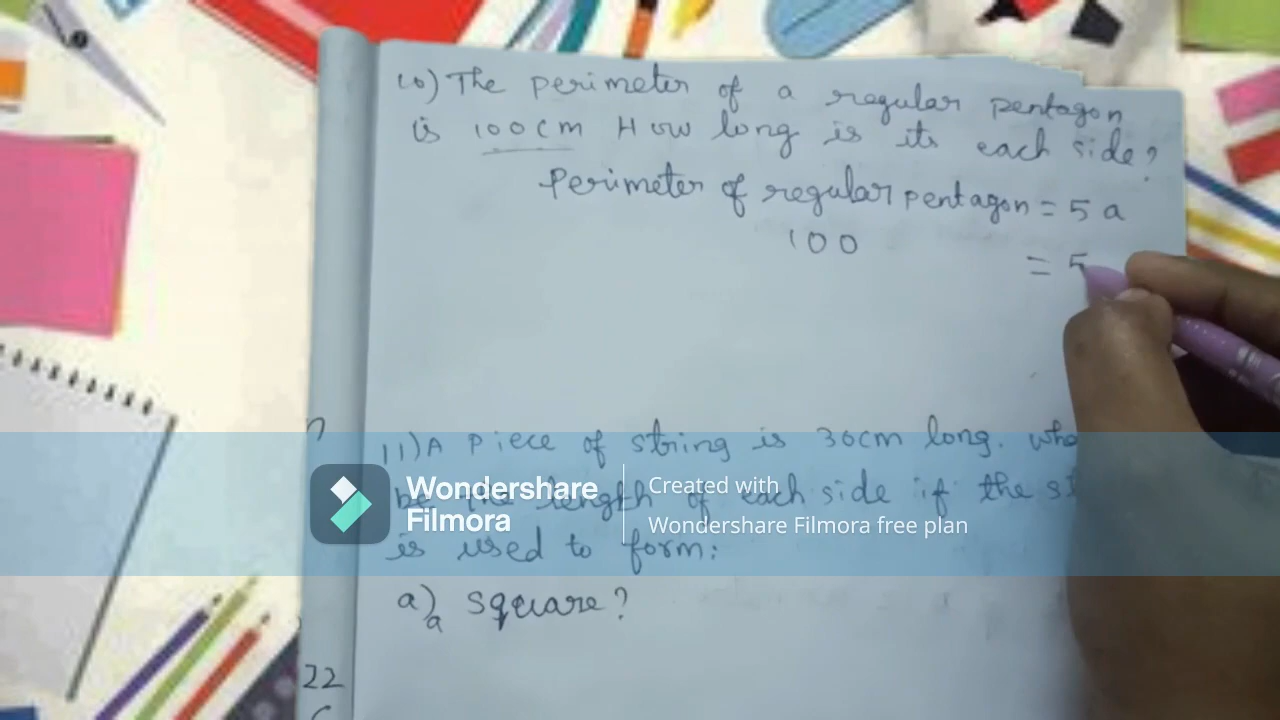 10) The perimeter of a regular pentagon
is 100cm How long is its each side?
Perimeter of regular pentagon = 5 a
100
= 5
11) A piece of string is 30cm long.
be the length of each side if the
is used to form:
a) a square?
22
Wondershare
Filmora
Created with
Wondershare Filmora free plan